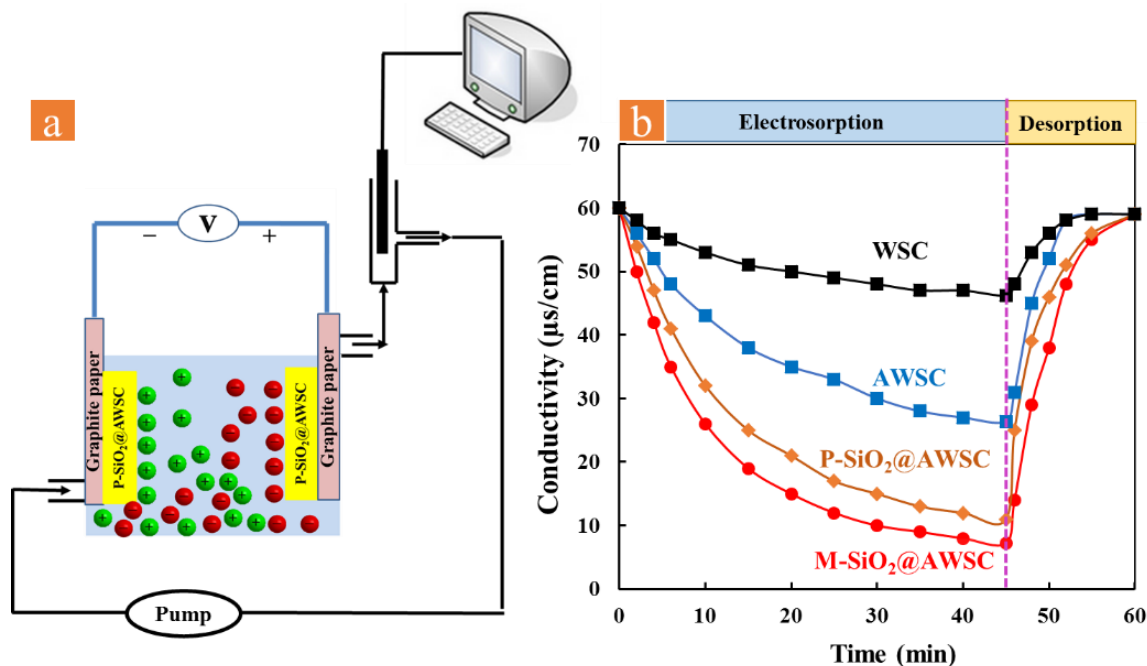 a
V
−
+
Graphite paper
P-SiO₂@AWSC
P-SiO₂@AWSC
Graphite paper
Pump
b
Electrosorption
Desorption
70
60
50
40
30
20
10
0
Conductivity (µs/cm)
WSC
AWSC
P-SiO₂@AWSC
M-SiO₂@AWSC
0
10
20
30
40
50
60
Time (min)